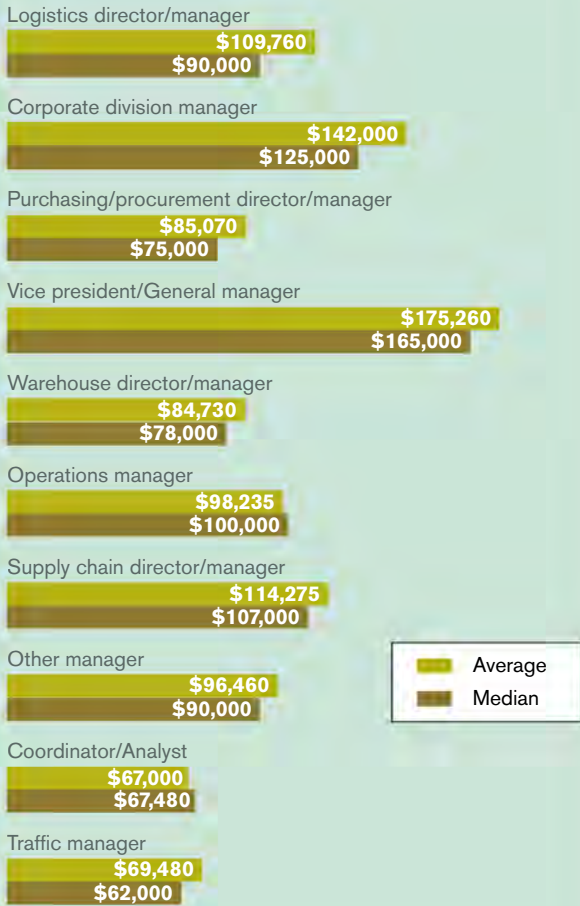 Logistics director/manager
$109,760
$90,000
Corporate division manager
$142,000
$125,000
Purchasing/procurement director/manager
$85,070
$75,000
Vice president/General manager
$175,260
$165,000
Warehouse director/manager
$84,730
$78,000
Operations manager
$98,235
$100,000
Supply chain director/manager
$114,275
$107,000
Other manager
$96,460
$90,000
Average
Median
Coordinator/Analyst
$67,000
$67,480
Traffic manager
$69,480
$62,000